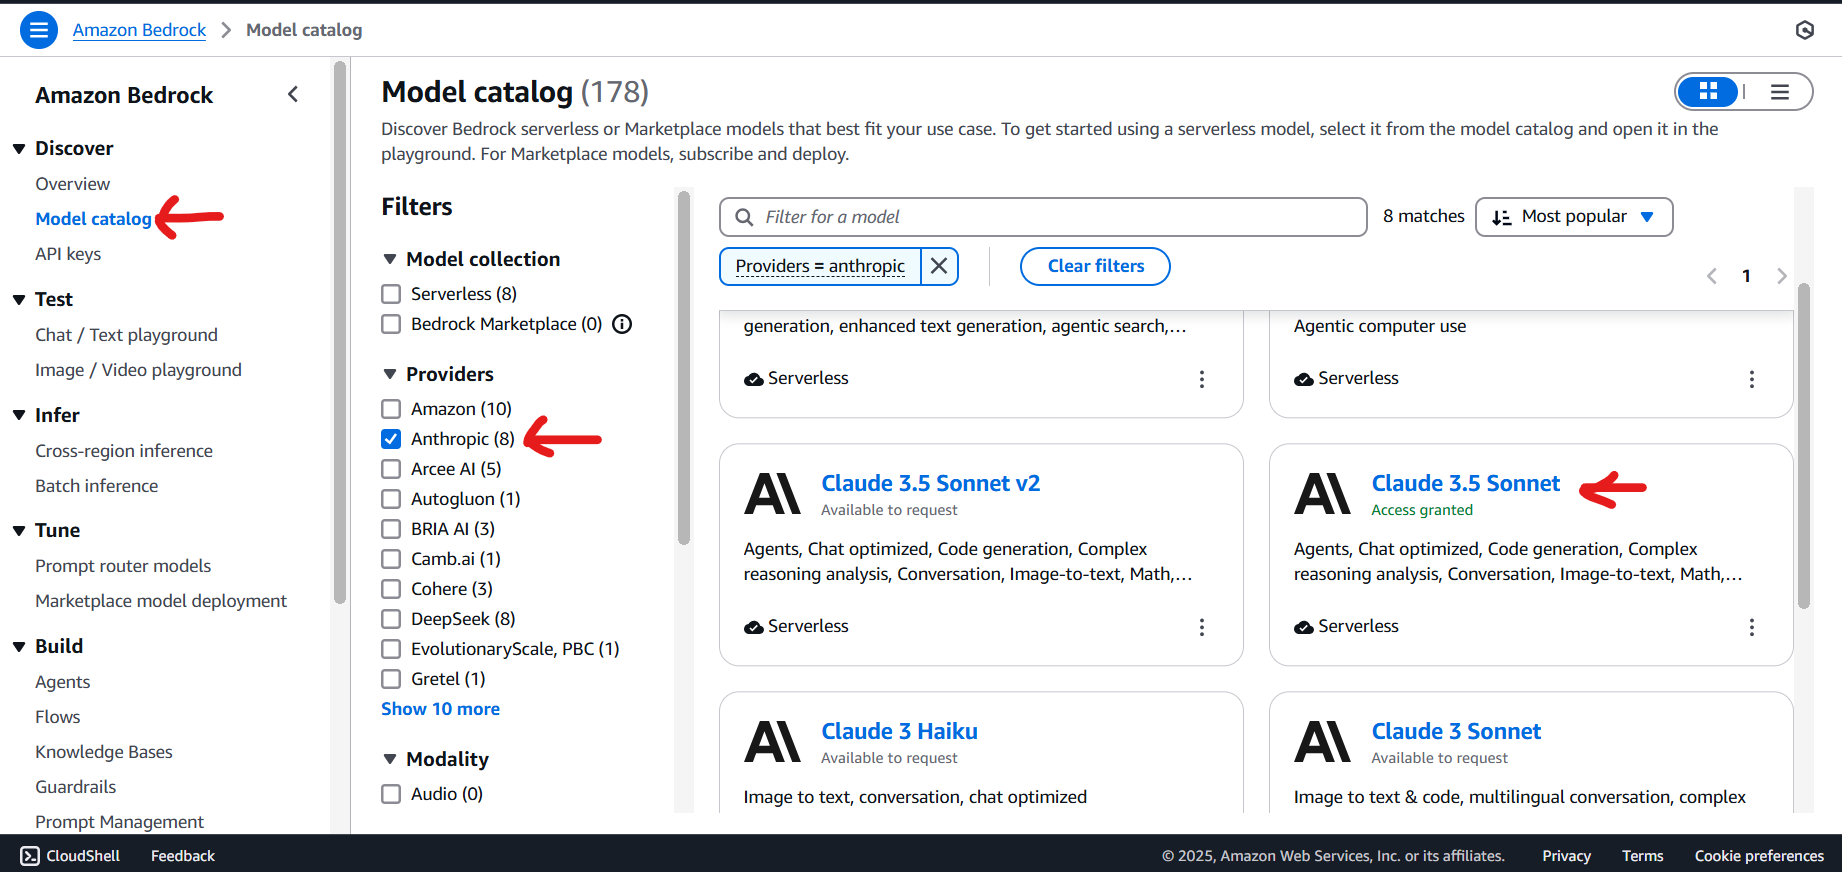 Amazon Bedrock
Model catalog
Amazon Bedrock
Discover
Overview
Model catalog
API keys
Test
Chat / Text playground
Image / Video playground
Infer
Cross-region inference
Batch inference
Tune
Prompt router models
Marketplace model deployment
Build
Agents
Flows
Knowledge Bases
Guardrails
Prompt Management
Model catalog (178)
Discover Bedrock serverless or Marketplace models that best fit your use case. To get started using a serverless model, select it from the model catalog and open it in the
playground. For Marketplace models, subscribe and deploy.
Filters
Model collection
Serverless (8)
Bedrock Marketplace (0)
Providers
Amazon (10)
Anthropic (8)
Arcee AI (5)
Autogluon (1)
BRIA AI (3)
Camb.ai (1)
Cohere (3)
DeepSeek (8)
EvolutionaryScale, PBC (1)
Gretel (1)
Show 10 more
Modality
Audio (0)
Filter for a model
8 matches
Most popular
Providers = anthropic
Clear filters
1
generation, enhanced text generation, agentic search,...
Serverless
Agentic computer use
Serverless
Claude 3.5 Sonnet v2
Available to request
Agents, Chat optimized, Code generation, Complex
reasoning analysis, Conversation, Image-to-text, Math,...
Serverless
Claude 3.5 Sonnet
Access granted
Agents, Chat optimized, Code generation, Complex
reasoning analysis, Conversation, Image-to-text, Math,...
Serverless
Claude 3 Haiku
Available to request
Image to text, conversation, chat optimized
Claude 3 Sonnet
Available to request
Image to text & code, multilingual conversation, complex
CloudShell
Feedback
© 2025, Amazon Web Services, Inc. or its affiliates.
Privacy
Terms
Cookie preferences